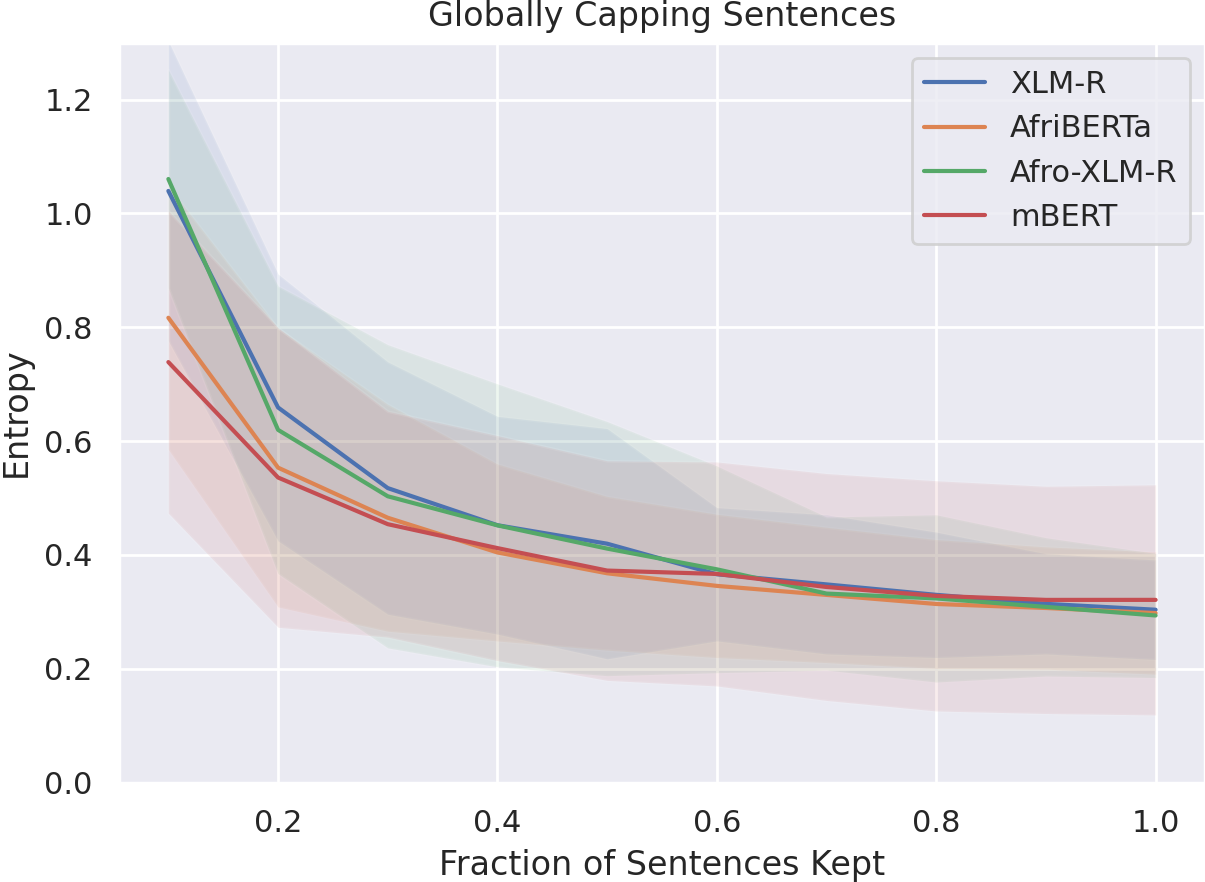 Globally Capping Sentences
XLM-R
AfriBERTa
Afro-XLM-R
mBERT
Entropy
1.2
1.0
0.8
0.6
0.4
0.2
0.0
0.2 0.4 0.6 0.8 1.0
Fraction of Sentences Kept